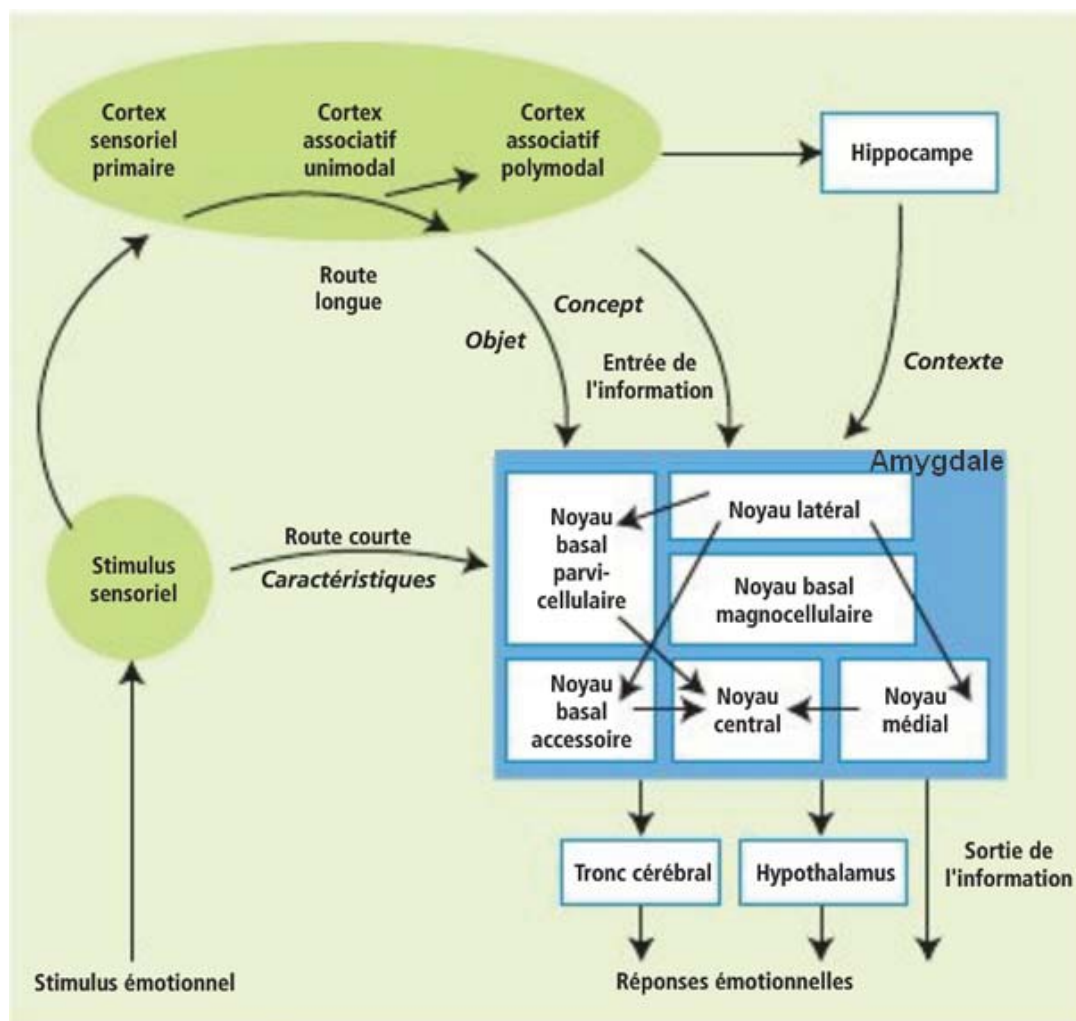 Cortex
sensoriel
primaire
Cortex
associatif
unimodal
Cortex
associatif
polymodal
Hippocampe
Route
longue
Objet
Concept
Entrée de
l'information
Contexte
Amygdale
Stimulus
sensoriel
Route courte
Caractéristiques
Noyau
basal
parvi-
cellulaire
Noyau latéral
Noyau basal
magnocellulaire
Noyau
basal
accessoire
Noyau
central
Noyau
médial
Tronc cérébral
Hypothalamus
Sortie de
l'information
Stimulus émotionnel
Réponses émotionnelles